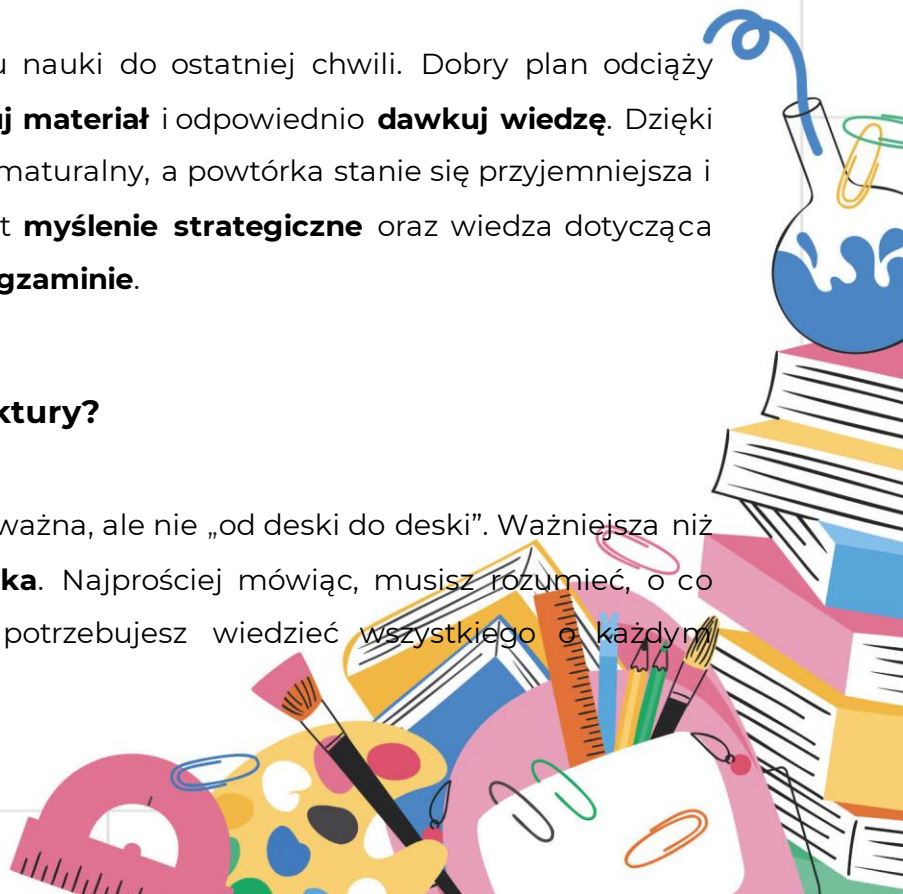 u nauki do ostatniej chwili. Dobry plan odciąży
uj materiał i odpowiednio dawkuj wiedzę. Dzięki
maturalny, a powtórka stanie się przyjemniejsza i
t myślenie strategiczne oraz wiedza dotycząca
gzaminie.
ktury?
ważna, ale nie „od deski do deski”. Ważniejsza niż
ka. Najprościej mówiąc, musisz rozumieć, o co
potrzebujesz wiedzieć wszystkiego o każdym